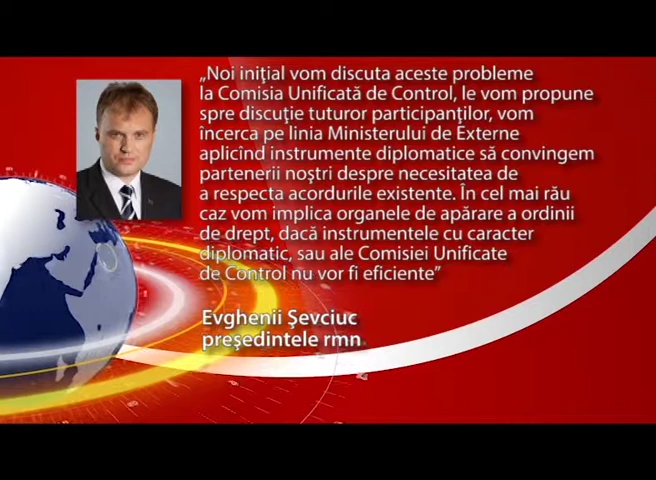 „Noi iniţial vom discuta aceste probleme
la Comisia Unificată de Control, le vom propune
spre discuţie tuturor participanţilor, vom
încerca pe linia Ministerului de Externe
aplicînd instrumente diplomatice să convingem
partenerii noştri despre necesitatea de
a respecta acordurile existente. În cel mai rău
caz vom implica organele de apărare a ordinii
de drept, dacă instrumentele cu caracter
diplomatic, sau ale Comisiei Unificate
de Control nu vor fi eficiente”
Evghenii Şevciuc
preşedintele rmn